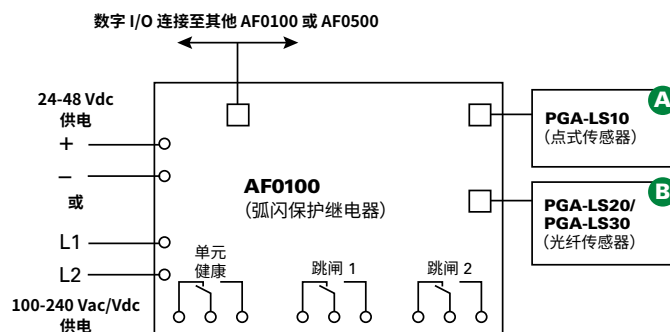 数字 I/O 连接至其他 AF0100 或 AF0500
24-48 Vdc
供电
+
−
或
L1
L2
100-240 Vac/Vdc
供电
AF0100
（弧闪保护继电器）
单元
健康
跳闸 1
跳闸 2
A
PGA-LS10
（点式传感器）
B
PGA-LS20/
PGA-LS30
（光纤传感器）